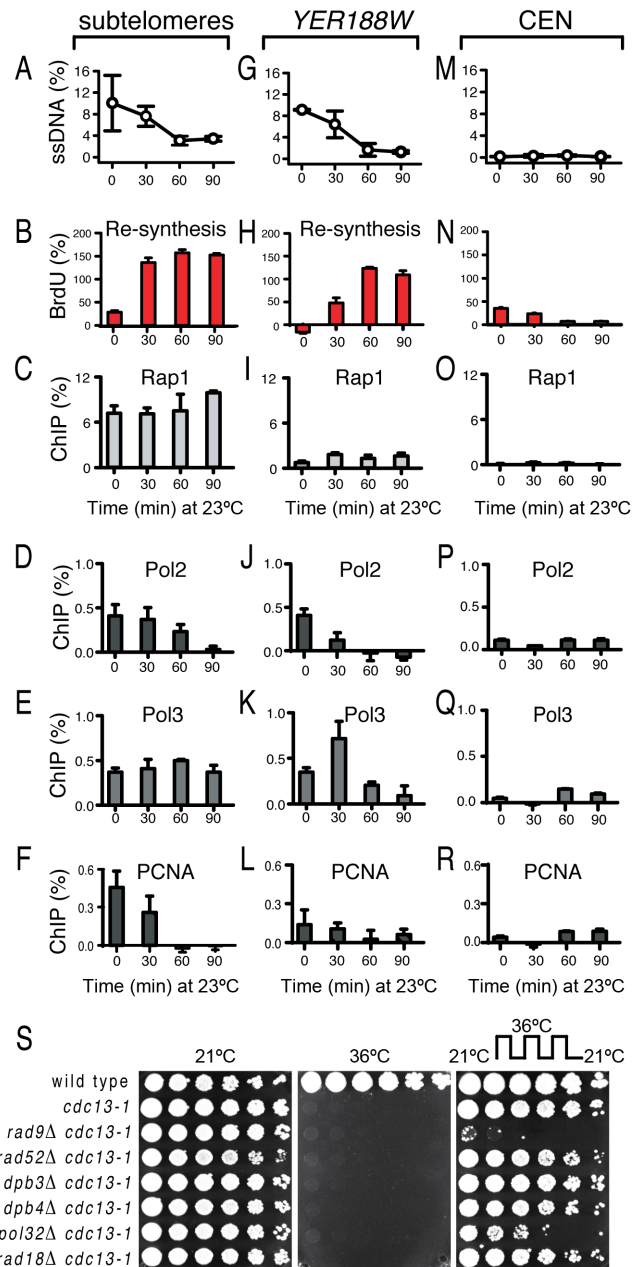 subtelomeres YER188W CEN
A G M
ssDNA (%)
16 16 16
12 12 12
8 8 8
4 4 4
0 0 0
0 30 60 90 0 30 60 90 0 30 60 90
B Re-synthesis H Re-synthesis N
BrdU (%)
200 200 200
150 150 150
100 100 100
50 50 50
0 0 0
0 30 60 90 0 30 60 90 0 30 60 90
C Rap1 I Rap1 O Rap1
ChIP (%)
12 12 12
6 6 6
0 0 0
0 30 60 90 0 30 60 90 0 30 60 90
Time (min) at 23ºC Time (min) at 23ºC Time (min) at 23ºC
D Pol2 J Pol2 P Pol2
ChIP (%)
1.0 1.0 1.0
0.5 0.5 0.5
0.0 0.0 0.0
0 30 60 90 0 30 60 90 0 30 60 90
E Pol3 K Pol3 Q Pol3
ChIP (%)
1.0 1.0 1.0
0.5 0.5 0.5
0.0 0.0 0.0
0 30 60 90 0 30 60 90 0 30 60 90
F PCNA L PCNA R PCNA
ChIP (%)
0.6 0.6 0.6
0.3 0.3 0.3
0.0 0.0 0.0
0 30 60 90 0 30 60 90 0 30 60 90
Time (min) at 23ºC Time (min) at 23ºC Time (min) at 23ºC
S
36ºC
21ºC 36ºC 21ºC 21ºC
wild type
cdc13-1
rad9Δ cdc13-1
rad52Δ cdc13-1
dpb3Δ cdc13-1
dpb4Δ cdc13-1
pol32Δ cdc13-1
rad18Δ cdc13-1